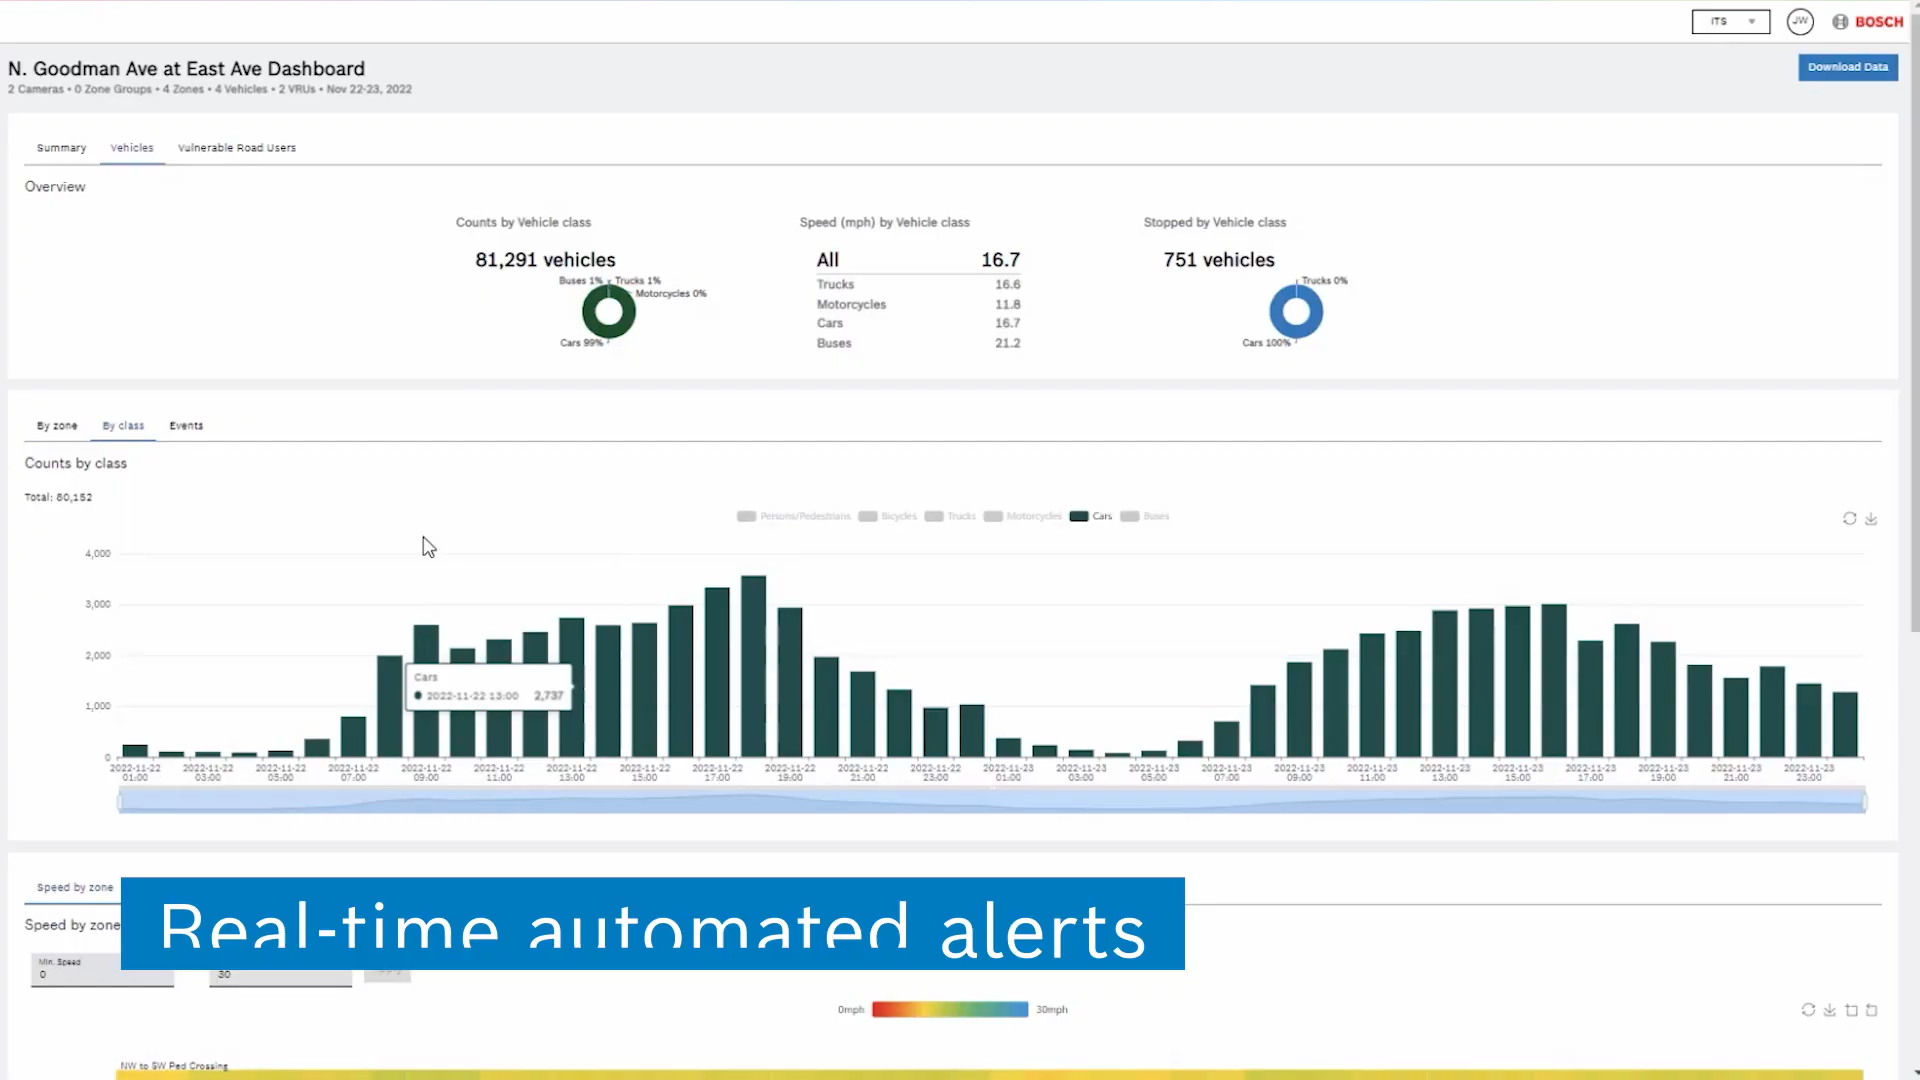 ITS
JW
BOSCH
N. Goodman Ave at East Ave Dashboard
Download Data
2 Cameras • 0 Zone Groups • 4 Zones • 4 Vehicles • 2 VRUs • Nov 22-23, 2022
Summary Vehicles Vulnerable Road Users
Overview
Counts by Vehicle class
81,291 vehicles
Buses 1% Trucks 1%
Motorcycles 0%
Cars 99%
Speed (mph) by Vehicle class
All 16.7
Trucks 16.6
Motorcycles 11.8
Cars 16.7
Buses 21.2
Stopped by Vehicle class
751 vehicles
Trucks 0%
Cars 100%
By zone By class Events
Counts by class
Total: 80,152
Persons/Pedestrians Bicycles Trucks Motorcycles Cars Buses
4,000
3,000
2,000
1,000
0
Cars
2022-11-22 13:00 2,737
2022-11-22 2022-11-22 2022-11-22 2022-11-22 2022-11-22 2022-11-22 2022-11-22 2022-11-22 2022-11-22 2022-11-22 2022-11-22 2022-11-22 2022-11-23 2022-11-23 2022-11-23 2022-11-23 2022-11-23 2022-11-23 2022-11-23 2022-11-23 2022-11-23 2022-11-23 2022-11-23 2022-11-23
01:00 03:00 05:00 07:00 09:00 11:00 13:00 15:00 17:00 19:00 21:00 23:00 01:00 03:00 05:00 07:00 09:00 11:00 13:00 15:00 17:00 19:00 21:00 23:00
Speed by zone
Speed by zone
Real-time automated alerts
Min. Speed
0
30
0mph 30mph
NW to SW Ped Crossing